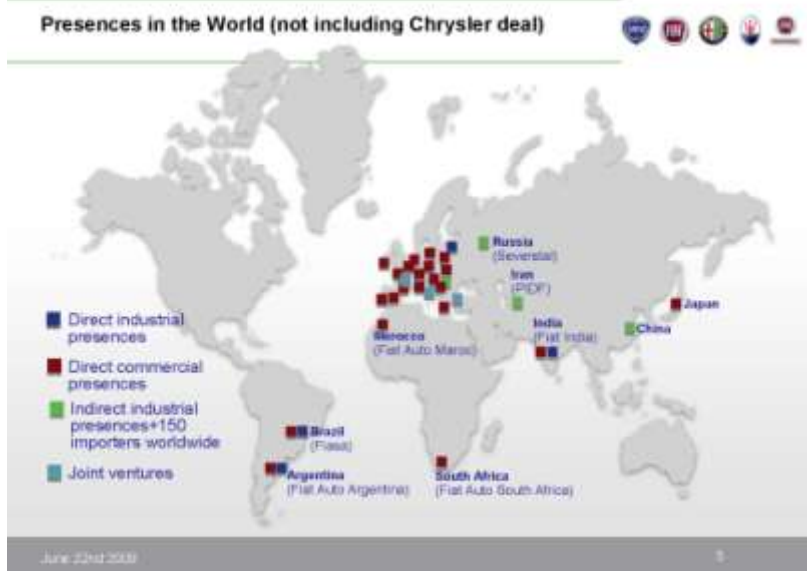 Presences in the World (not including Chrysler deal)
Russia
(Severstal)
Iran
(PIDF)
Japan
India
(Fiat India)
China
Morocco
(Fiat Auto Maroc)
Direct industrial
presences
Direct commercial
presences
Indirect industrial
presences+150
importers worldwide
Joint ventures
Brazil
(Fiasa)
Argentina
(Fiat Auto Argentina)
South Africa
(Fiat Auto South Africa)
June 22nd 2009